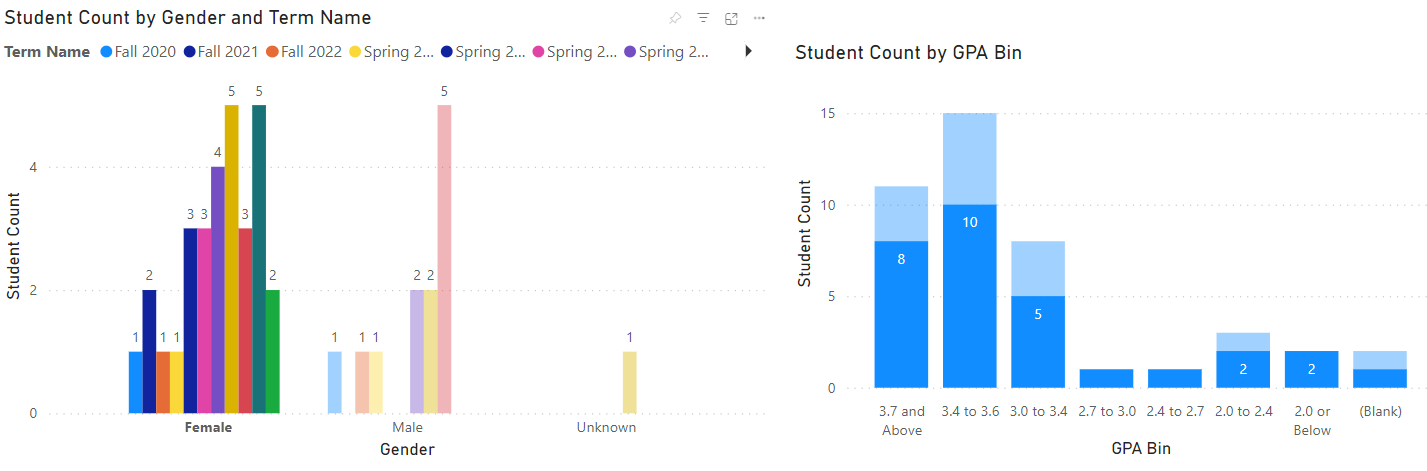 Student Count by Gender and Term Name
Term Name Fall 2020 Fall 2021 Fall 2022 Spring 2... Spring 2... Spring 2... Spring 2...
Student Count
4
2
0
1 2 1 1 3 3 4 5 3 5 2
1 1 1 2 2 5
1
Female Male Unknown
Gender
Student Count by GPA Bin
Student Count
15
10
5
0
8 10 5 2 2
3.7 and
Above
3.4 to 3.6
3.0 to 3.4
2.7 to 3.0
2.4 to 2.7
2.0 to 2.4
2.0 or
Below
(Blank)
GPA Bin